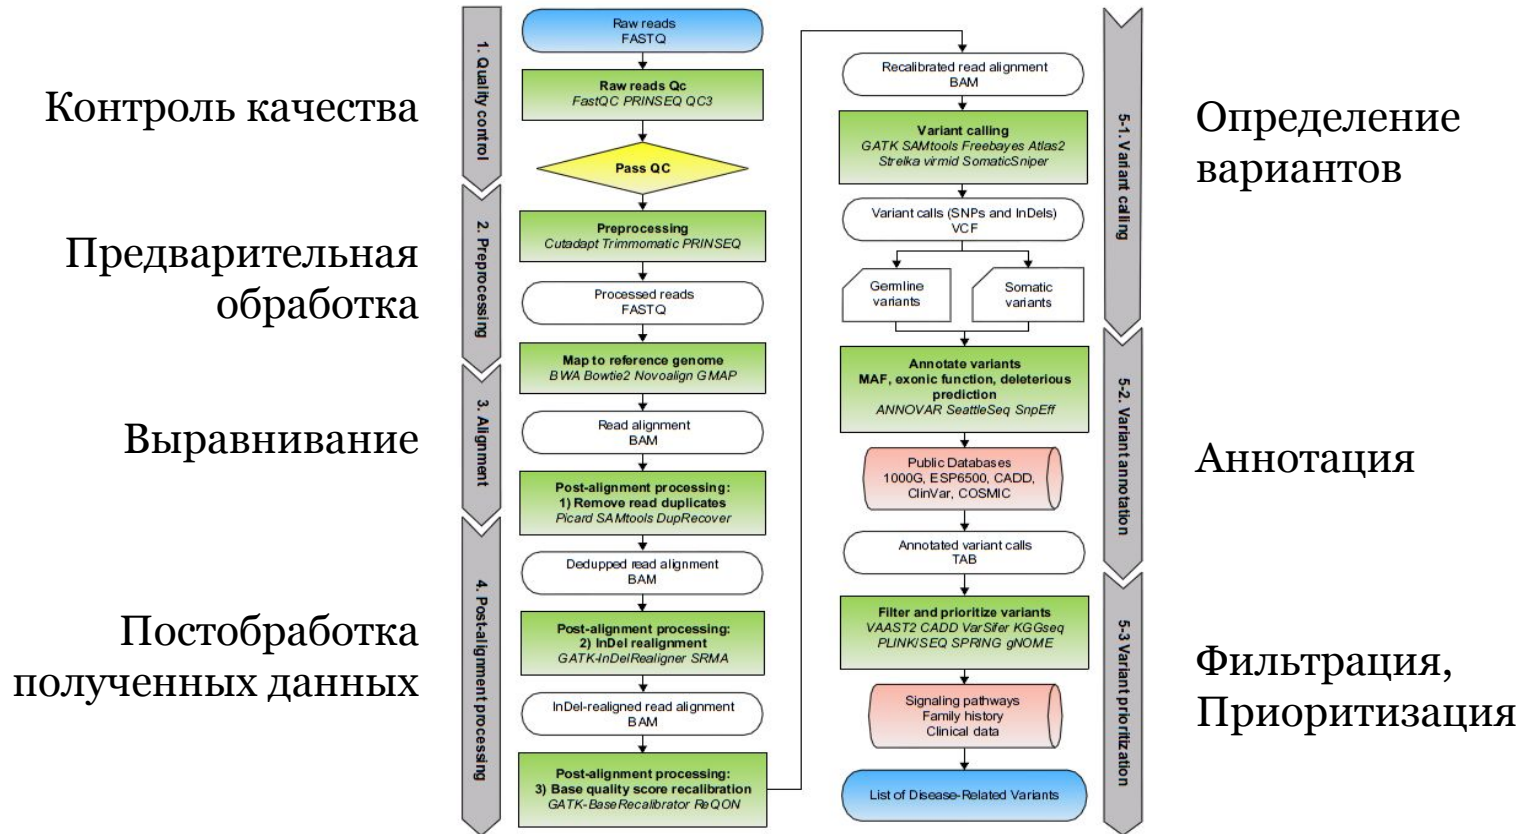 Контроль качества
Предварительная
обработка
Выравнивание
Постобработка
полученных данных
1. Quality control
2. Preprocessing
3. Alignment
4. Post-alignment processing
Raw reads
FASTQ
Raw reads Qc
FastQC PRINSEQ QC3
Pass QC
Preprocessing
Cutadapt Trimmomatic PRINSEQ
Processed reads
FASTQ
Map to reference genome
BWA Bowtie2 Novoalign GMAP
Read alignment
BAM
Post-alignment processing:
1) Remove read duplicates
Picard SAMtools DupRecover
Dedupped read alignment
BAM
Post-alignment processing:
2) InDel realignment
GATK-InDelRealigner SRMA
InDel-realigned read alignment
BAM
Post-alignment processing:
3) Base quality score recalibration
GATK-BaseRecalibrator ReQON
Recalibrated read alignment
BAM
Variant calling
GATK SAMtools Freebayes Atlas2
Strelka virmid SomaticSniper
Variant calls (SNPs and InDels)
VCF
Germline
variants
Somatic
variants
Annotate variants
MAF, exonic function, deleterious
prediction
ANNOVAR SeattleSeq SnpEff
Public Databases
1000G, ESP6500, CADD,
ClinVar, COSMIC
Annotated variant calls
TAB
Filter and prioritize variants
VAAST2 CADD VarSifer KGGseq
PLINK/SEQ SPRING gNOME
Signaling pathways
Family history
Clinical data
List of Disease-Related Variants
5-1. Variant calling
5-2. Variant annotation
5-3 Variant prioritization
Определение
вариантов
Аннотация
Фильтрация,
Приоритизация